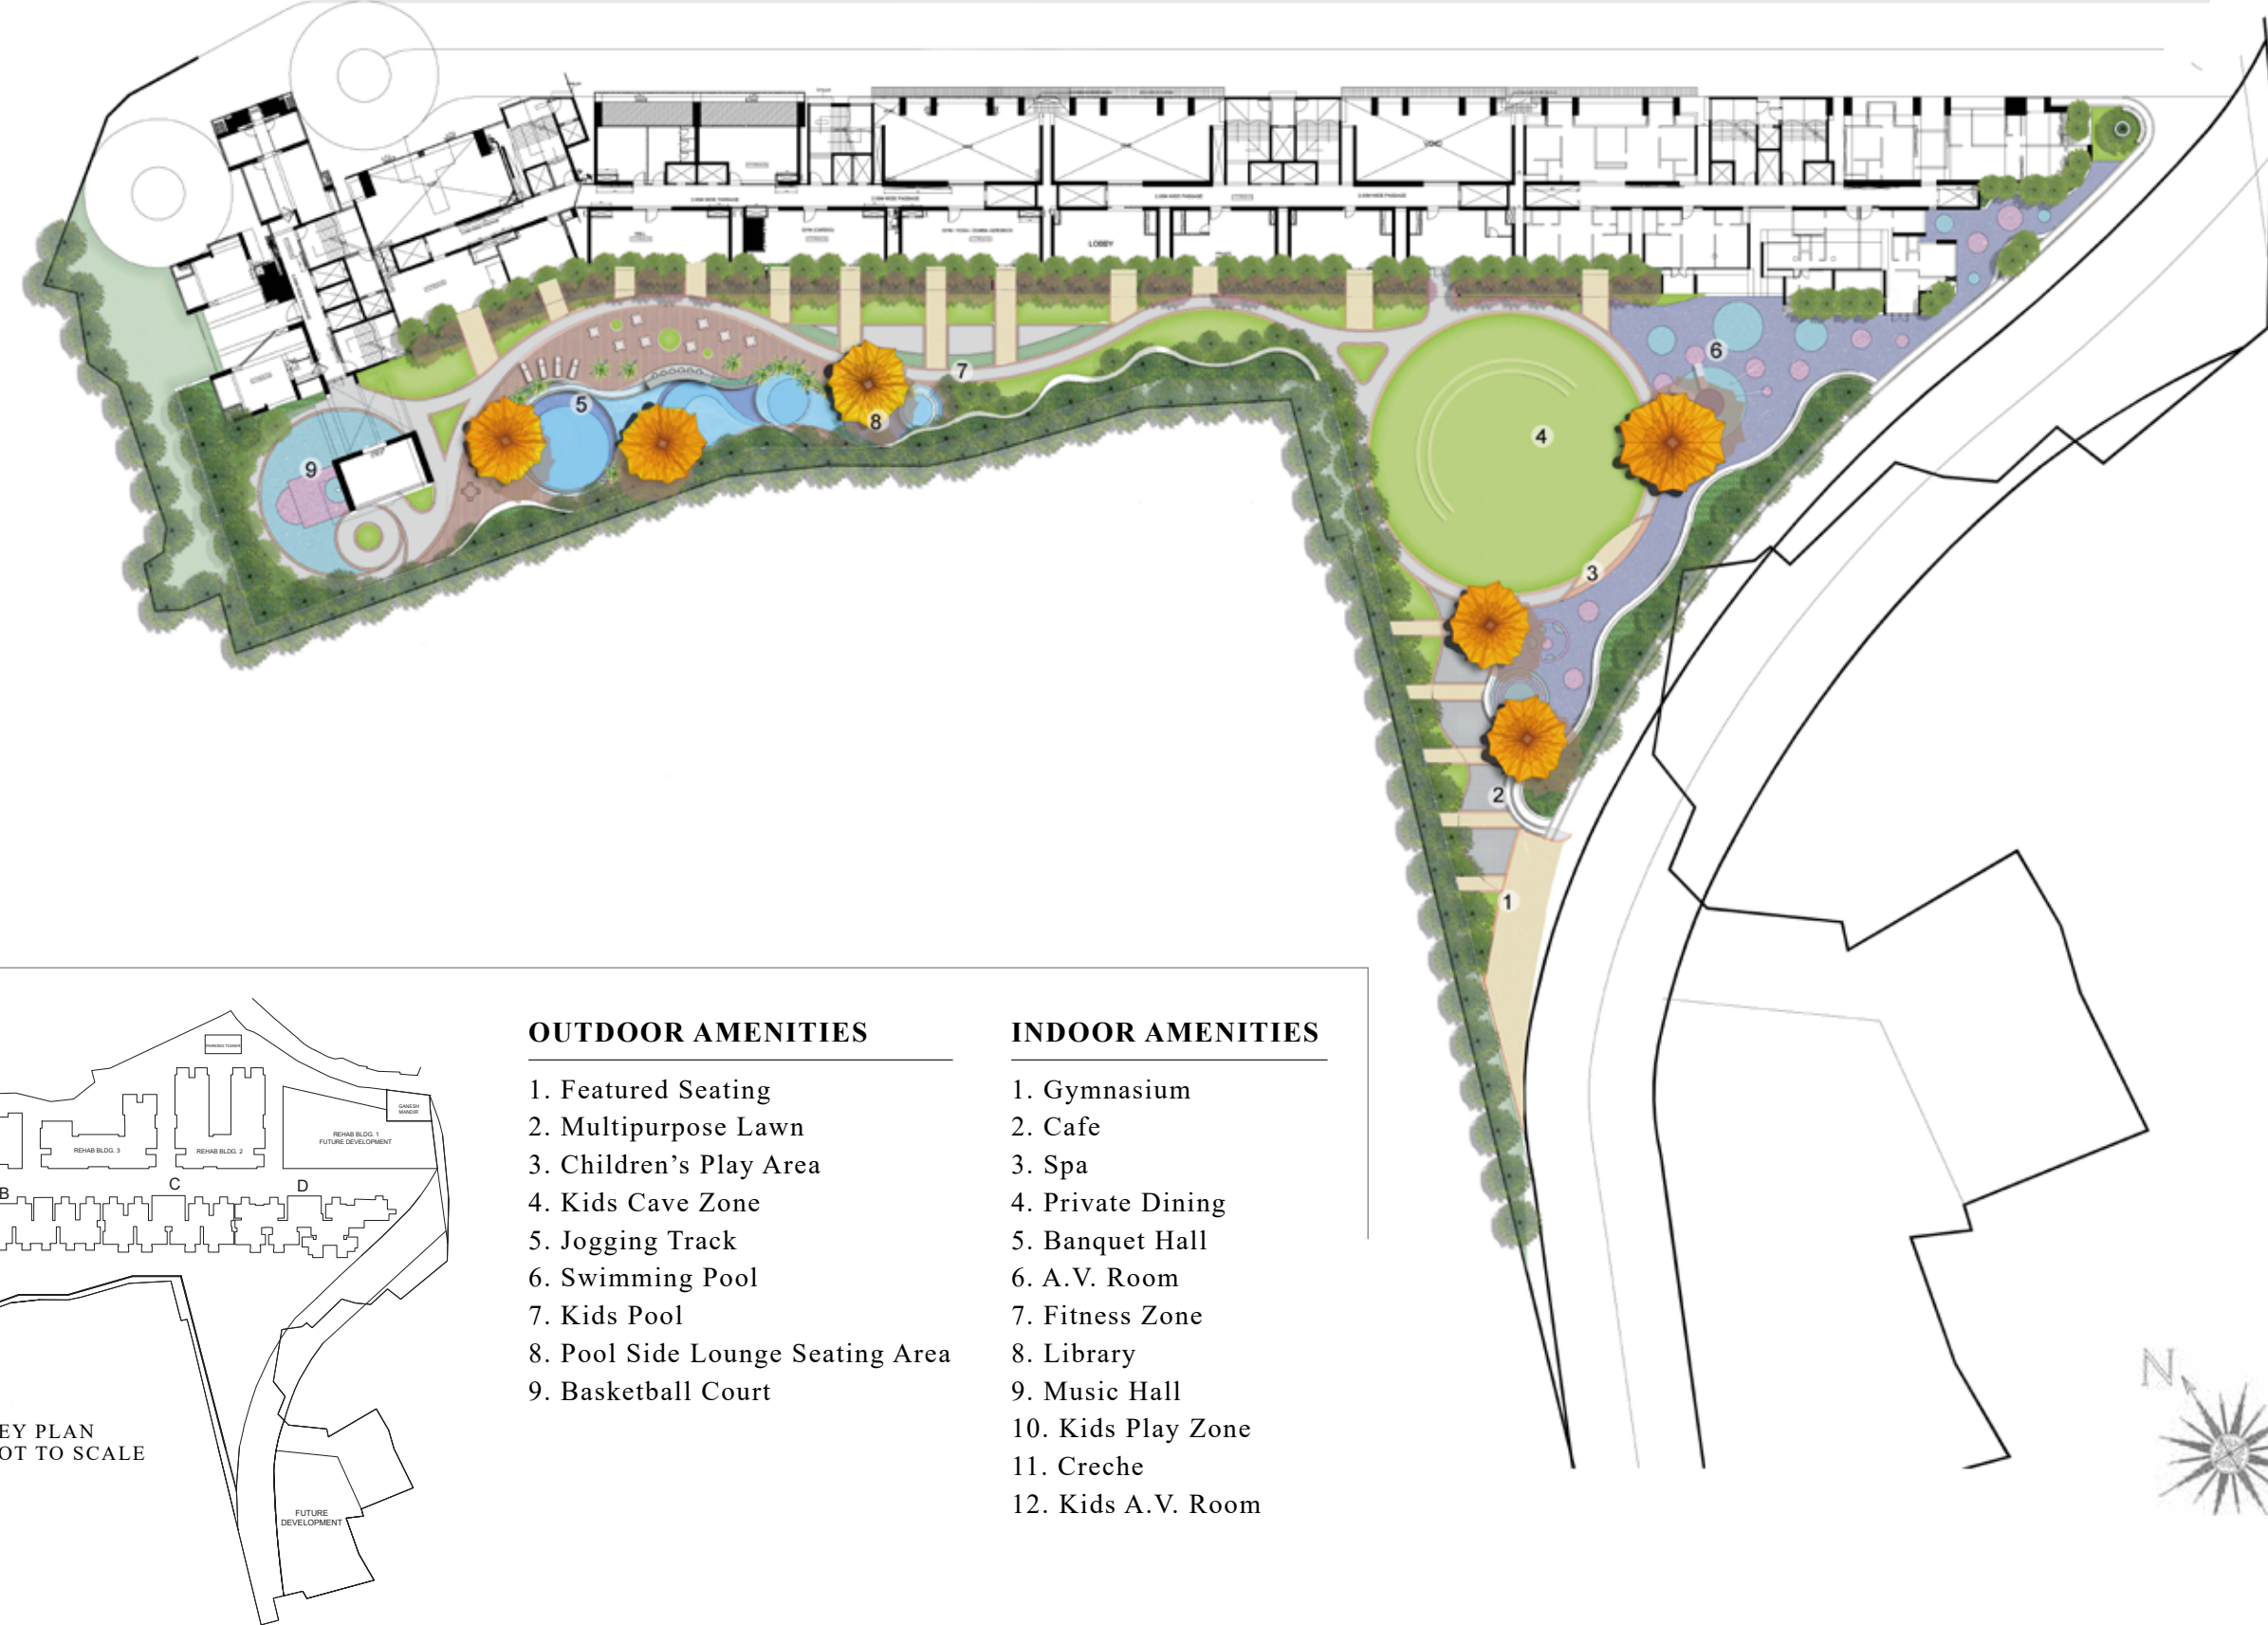 LOBBY
9
5
8
7
4
6
3
2
1
PARKING TOWER
GANESH
MANDIR
REHAB BLDG. 1
FUTURE DEVELOPMENT
REHAB BLDG. 3
REHAB BLDG. 2
B
C
D
FUTURE
DEVELOPMENT
EY PLAN
OT TO SCALE
OUTDOOR AMENITIES
1. Featured Seating
2. Multipurpose Lawn
3. Children’s Play Area
4. Kids Cave Zone
5. Jogging Track
6. Swimming Pool
7. Kids Pool
8. Pool Side Lounge Seating Area
9. Basketball Court
INDOOR AMENITIES
1. Gymnasium
2. Cafe
3. Spa
4. Private Dining
5. Banquet Hall
6. A.V. Room
7. Fitness Zone
8. Library
9. Music Hall
10. Kids Play Zone
11. Creche
12. Kids A.V. Room
N